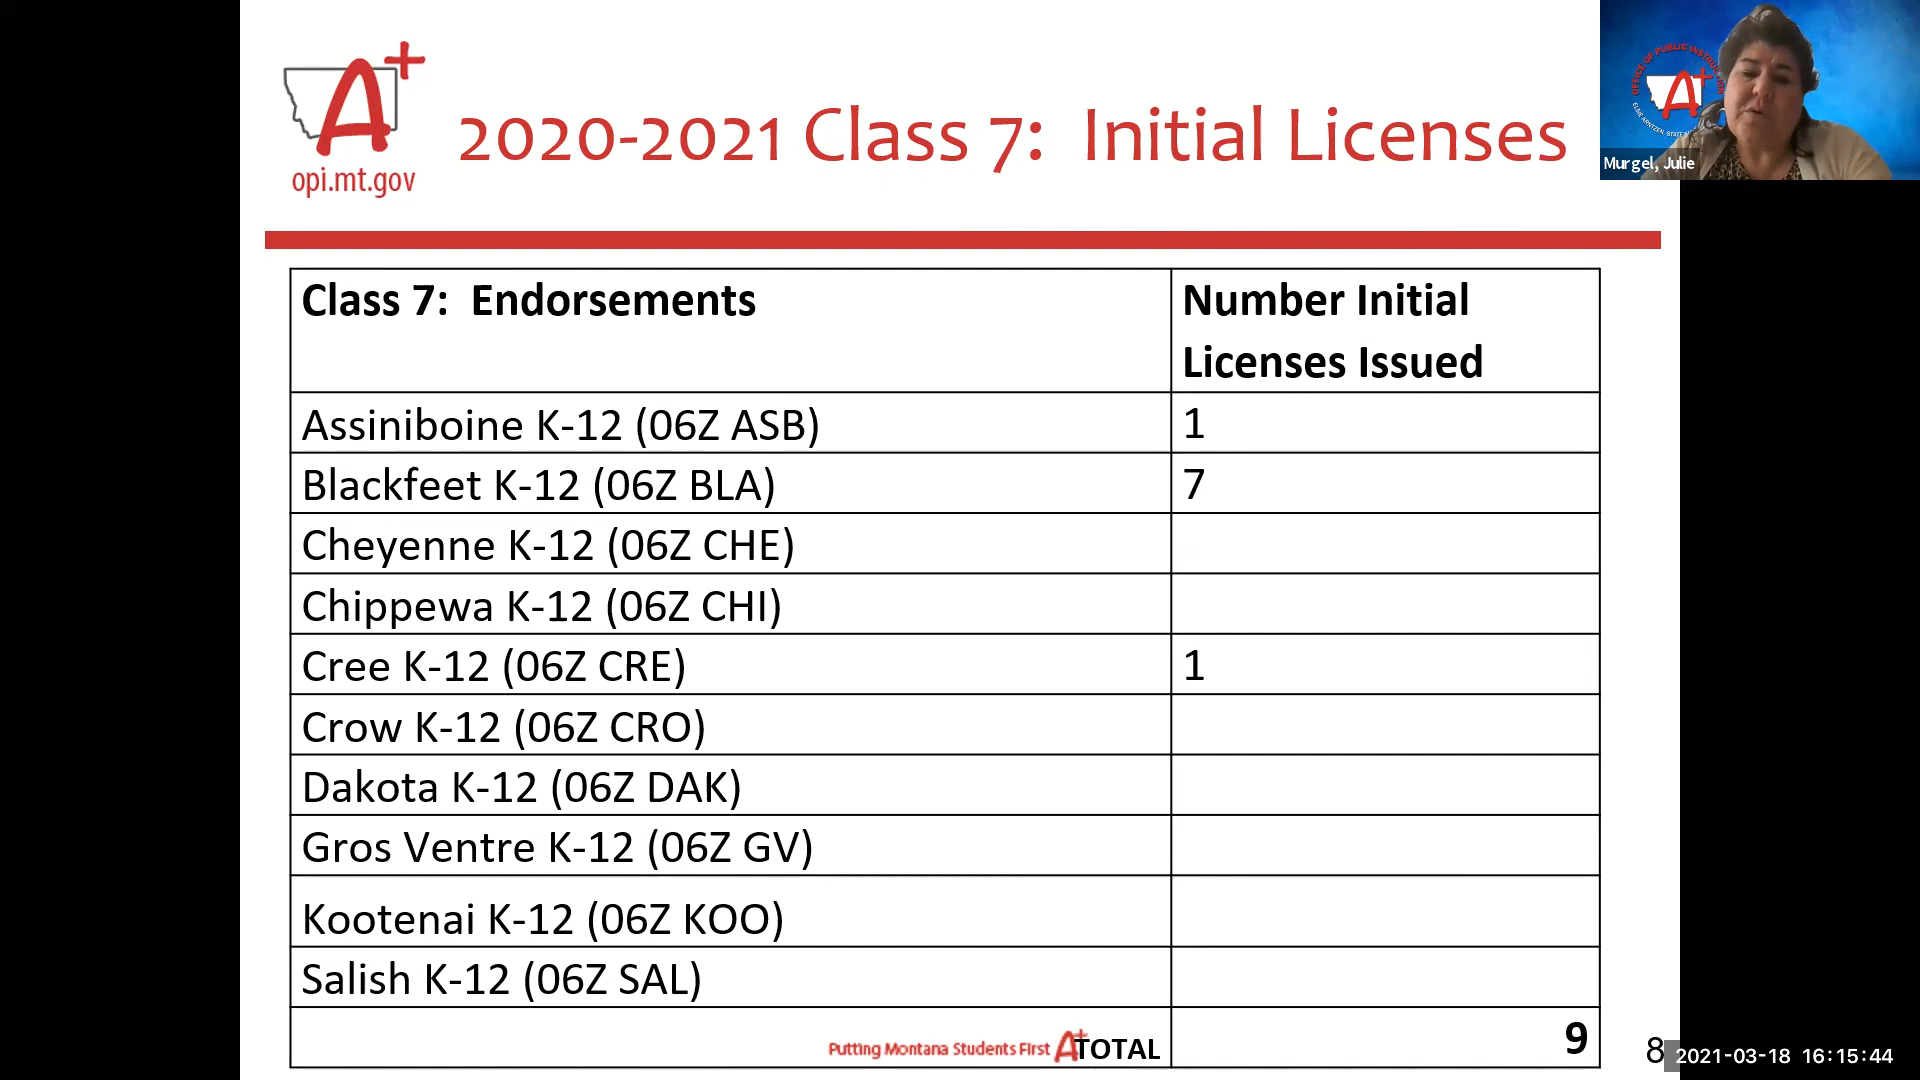 A+
opi.mt.gov
2020-2021 Class 7: Initial Licenses
Murgel, Julie
Class 7: Endorsements
Number Initial
Licenses Issued
Assiniboine K-12 (06Z ASB)
1
Blackfeet K-12 (06Z BLA)
7
Cheyenne K-12 (06Z CHE)
Chippewa K-12 (06Z CHI)
Cree K-12 (06Z CRE)
1
Crow K-12 (06Z CRO)
Dakota K-12 (06Z DAK)
Gros Ventre K-12 (06Z GV)
Kootenai K-12 (06Z KOO)
Salish K-12 (06Z SAL)
Putting Montana Students First A+
TOTAL
9
8
2021-03-18 16:15:44
OFFICE OF PUBLIC
A+